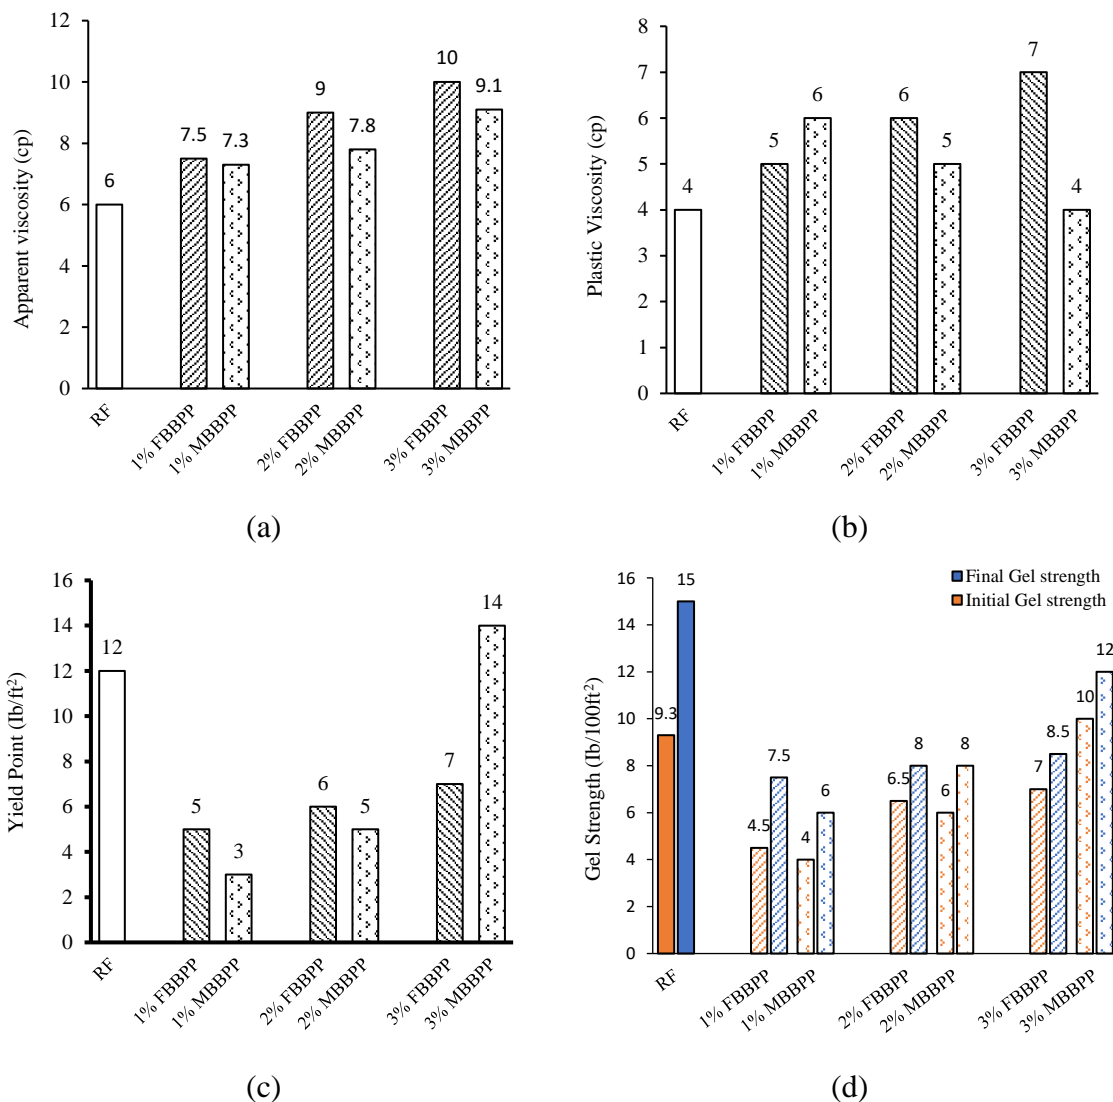 Apparent viscosity (cp)
12
10
8
6
4
2
0
6
7.5
7.3
9
7.8
10
9.1
RF
1% FBBPP
1% MBBPP
2% FBBPP
2% MBBPP
3% FBBPP
3% MBBPP
(a)
Plastic Viscosity (cp)
8
7
6
5
4
3
2
1
0
4
5
6
6
5
7
4
RF
1% FBBPP
1% MBBPP
2% FBBPP
2% MBBPP
3% FBBPP
3% MBBPP
(b)
Yield Point (Ib/ft²)
16
14
12
10
8
6
4
2
0
12
5
3
6
5
7
14
RF
1% FBBPP
1% MBBPP
2% FBBPP
2% MBBPP
3% FBBPP
3% MBBPP
(c)
Gel Strength (Ib/100ft²)
16
14
12
10
8
6
4
2
0
Final Gel strength
Initial Gel strength
9.3
15
4.5
7.5
4
6
6.5
8
6
8
7
8.5
10
12
RF
1% FBBPP
1% MBBPP
2% FBBPP
2% MBBPP
3% FBBPP
3% MBBPP
(d)